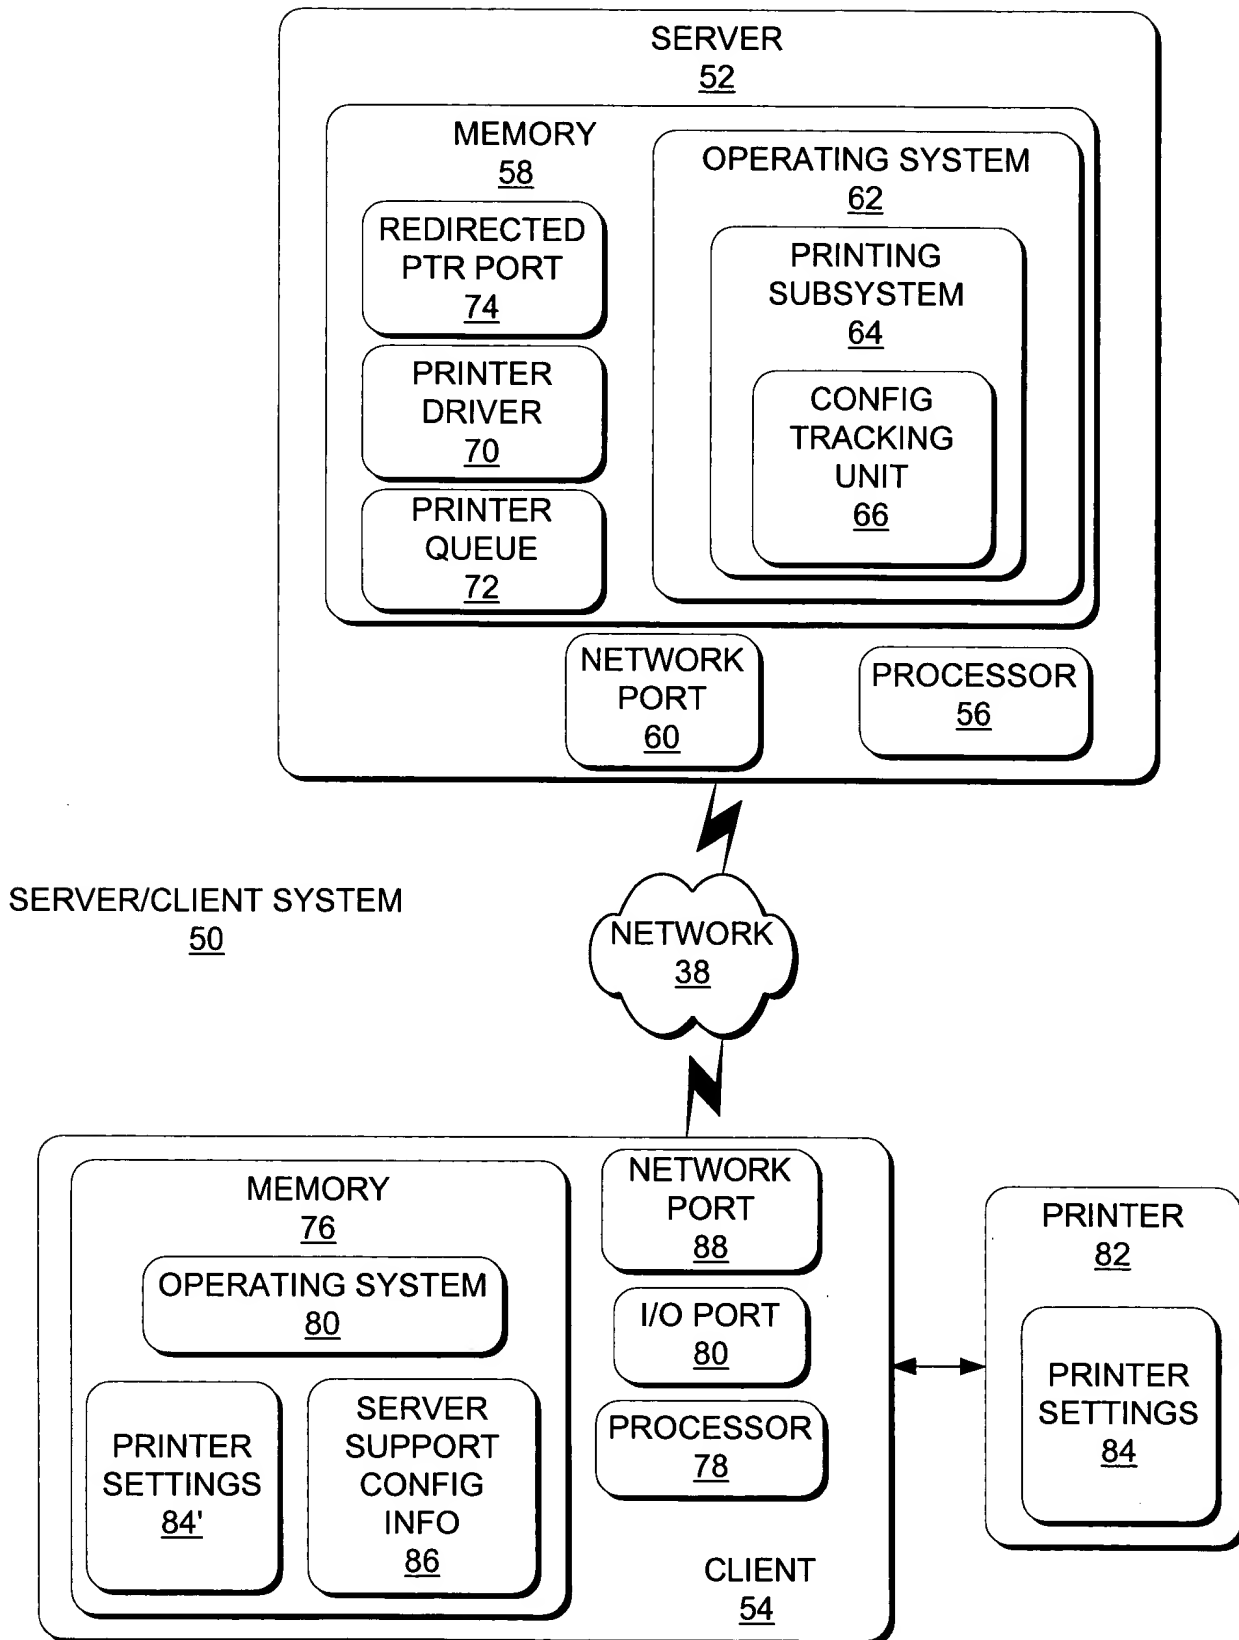 SERVER
52
MEMORY
58
REDIRECTED
PTR PORT
74
PRINTER
DRIVER
70
PRINTER
QUEUE
72
OPERATING SYSTEM
62
PRINTING
SUBSYSTEM
64
CONFIG
TRACKING
UNIT
66
NETWORK
PORT
60
PROCESSOR
56
SERVER/CLIENT SYSTEM
50
NETWORK
38
MEMORY
76
OPERATING SYSTEM
80
PRINTER
SETTINGS
84'
SERVER
SUPPORT
CONFIG
INFO
86
NETWORK
PORT
88
I/O PORT
80
PROCESSOR
78
CLIENT
54
PRINTER
82
PRINTER
SETTINGS
84